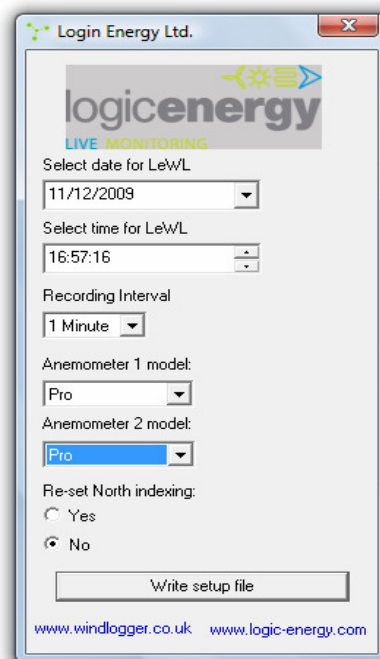 Login Energy Ltd.
logicenergy
LIVE MONITORING
Select date for LeWL
11/12/2009
Select time for LeWL
16:57:16
Recording Interval
1 Minute
Anemometer 1 model:
Pro
Anemometer 2 model:
Pro
Re-set North indexing:
Yes
No
Write setup file
www.windlogger.co.uk www.logic-energy.com